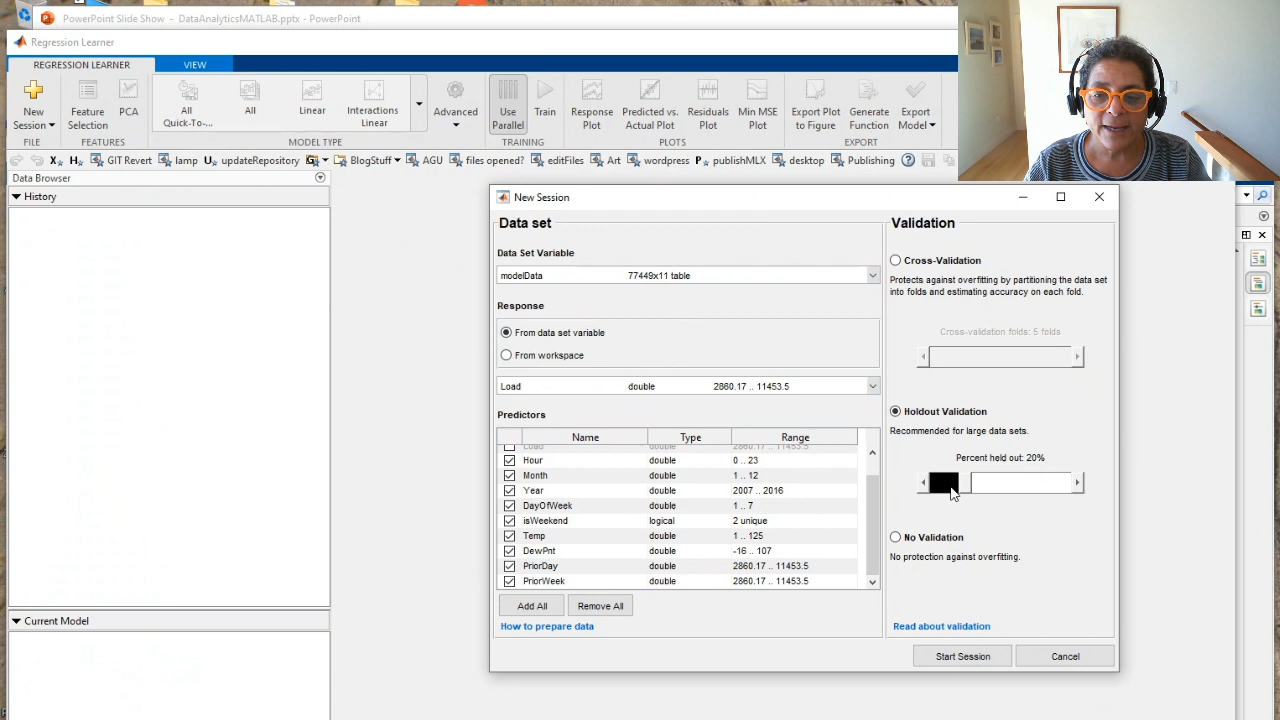 PowerPoint Slide Show - DataAnalyticsMATLAB.pptx - PowerPoint
Regression Learner
REGRESSION LEARNER VIEW
New Session
Feature Selection
PCA
All Quick-To-...
All
Linear
Interactions Linear
Advanced
Use Parallel
Train
Response Plot
Predicted vs. Actual Plot
Residuals Plot
Min MSE Plot
Export Plot to Figure
Generate Function
Export Model
FILE FEATURES MODEL TYPE TRAINING PLOTS EXPORT
X. H. GIT Revert lamp U. updateRepository G BlogStuff AGU files opened? editFiles Art wordpress P. publishMLX desktop Publishing
Data Browser
History
Current Model
New Session
Data set
Data Set Variable
modelData 77449x11 table
Response
From data set variable
From workspace
Load double 2860.17 .. 11453.5
Predictors
Name Type Range
Load double 2860.17 .. 11453.5
Hour double 0 .. 23
Month double 1 .. 12
Year double 2007 .. 2016
DayOfWeek double 1 .. 7
isWeekend logical 2 unique
Temp double 1 .. 125
DewPnt double -16 .. 107
PriorDay double 2860.17 .. 11453.5
PriorWeek double 2860.17 .. 11453.5
Add All Remove All
How to prepare data
Validation
Cross-Validation
Protects against overfitting by partitioning the data set
into folds and estimating accuracy on each fold.
Cross-validation folds: 5 folds
Holdout Validation
Recommended for large data sets.
Percent held out: 20%
No Validation
No protection against overfitting.
Read about validation
Start Session Cancel